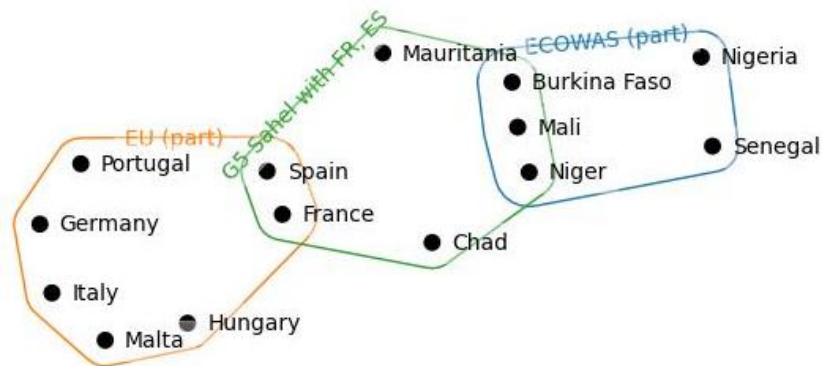 G5 Sahel with FR, ES
Mauritania
ECOWAS (part)
Nigeria
Burkina Faso
Mali
Niger
Senegal
EU (part)
Portugal
Spain
France
Germany
Chad
Italy
Hungary
Malta